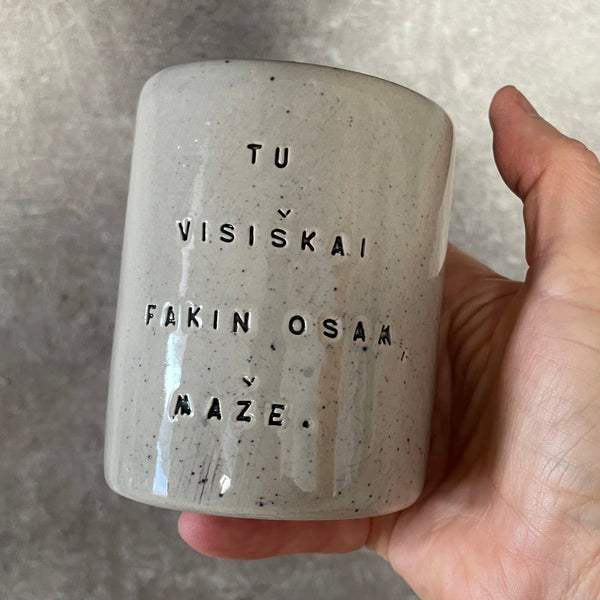 TU
VISIŠKAI
FAKIN OSAM,
MAŽE.